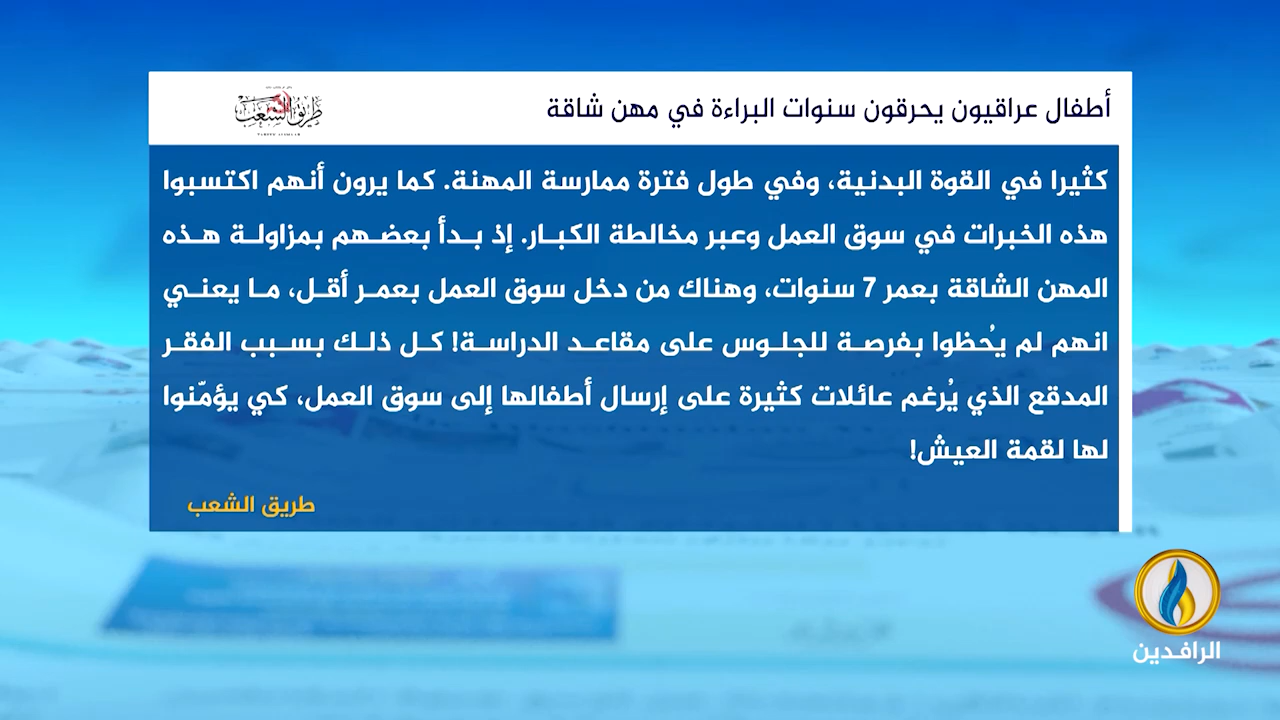 أطفال عراقيون يحرقون سنوات البراءة في مهن شاقة
طريق الشعب
كثيرا في القوة البدنية، وفي طول فترة ممارسة المهنة. كما يرون أنهم اكتسبوا
هذه الخبرات في سوق العمل وعبر مخالطة الكبار. إذ بدأ بعضهم بمزاولة هذه
المهن الشاقة بعمر 7 سنوات، وهناك من دخل سوق العمل بعمر أقل، ما يعني
انهم لم يُحظوا بفرصة للجلوس على مقاعد الدراسة! كل ذلك بسبب الفقر
المدقع الذي يُرغم عائلات كثيرة على إرسال أطفالها إلى سوق العمل، كي يؤمّنوا
لها لقمة العيش!
طريق الشعب
الرافدين